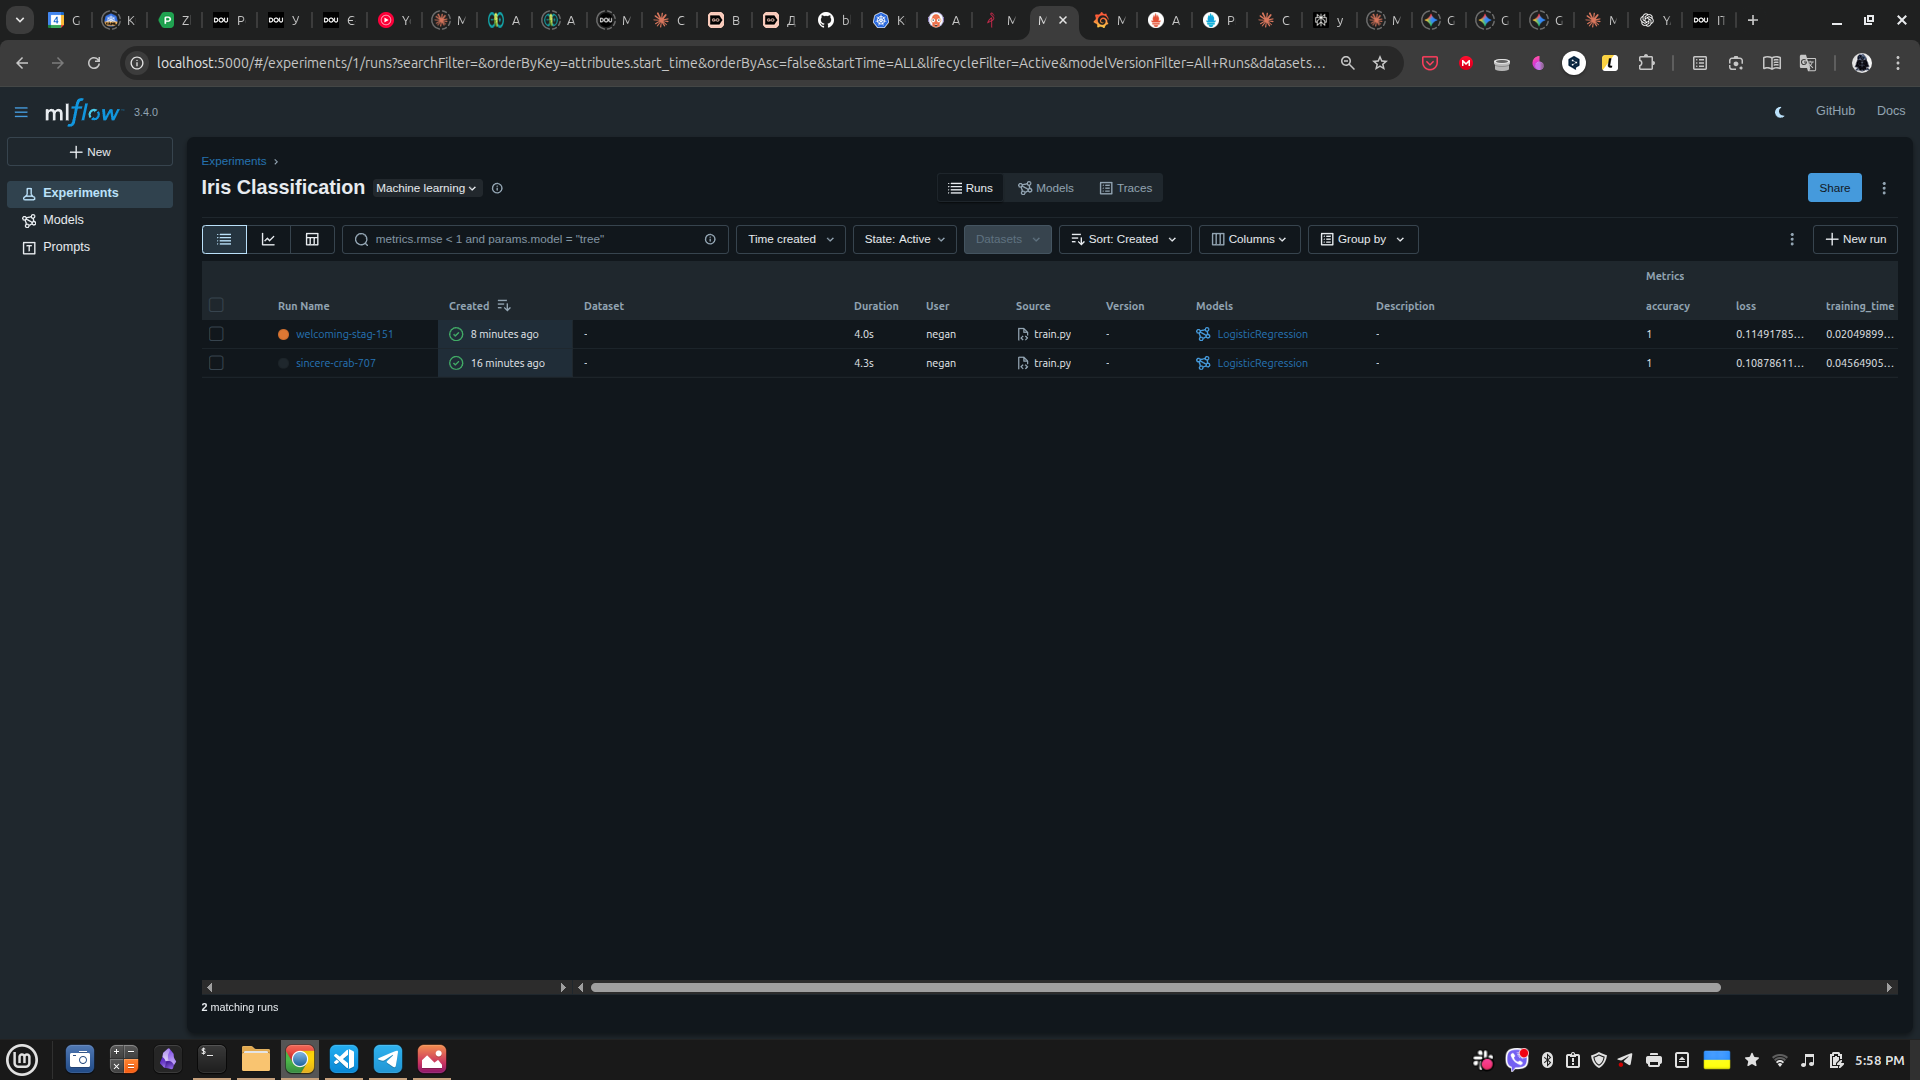 G K Zl P У Є Yo M A A M C B Д b K A M M M A P C y M G G G M Y. IT
localhost:5000/#/experiments/1/runs?searchFilter=&orderByKey=attributes.start_time&orderByAsc=false&startTime=ALL&lifecycleFilter=Active&modelVersionFilter=All+Runs&datasets...
mlflow 3.4.0
GitHub Docs
New
Experiments
Models
Prompts
Experiments ›
Iris Classification Machine learning
Runs Models Traces
Share
metrics.rmse < 1 and params.model = "tree"
Time created State: Active Datasets Sort: Created Columns Group by
New run
Metrics
Run Name Created Dataset Duration User Source Version Models Description accuracy loss training_time
welcoming-stag-151 8 minutes ago - 4.0s negan train.py - LogisticRegression - 1 0.11491785... 0.02049899...
sincere-crab-707 16 minutes ago - 4.3s negan train.py - LogisticRegression - 1 0.10878611... 0.04564905...
2 matching runs
5:58 PM